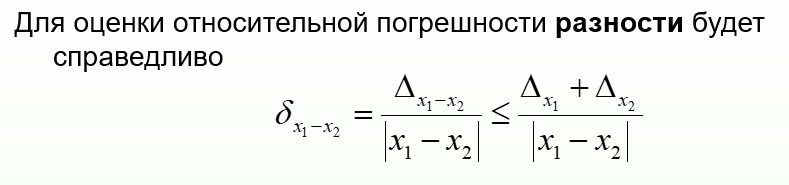 Для оценки относительной погрешности разности будет
справедливо
δ_{x₁−x₂} = Δ_{x₁−x₂} / |x₁ − x₂| ≤ (Δ_{x₁} + Δ_{x₂}) / |x₁ − x₂|